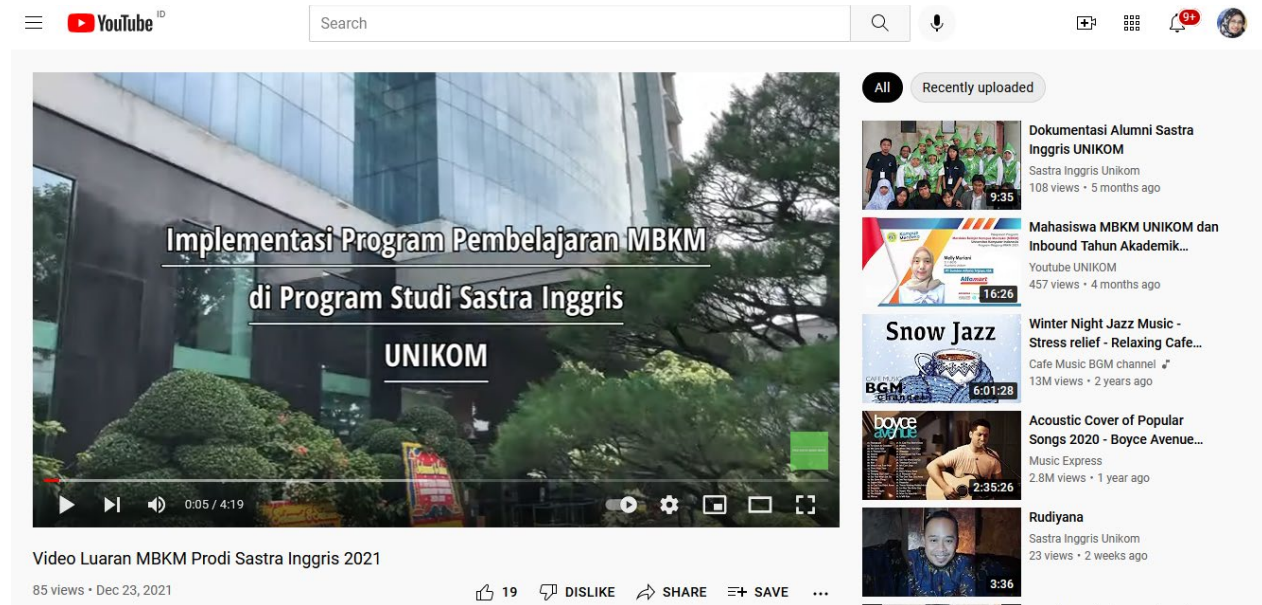 YouTube ID
Search
9+
Implementasi Program Pembelajaran MBKM
di Program Studi Sastra Inggris
UNIKOM
0:05 / 4:19
Video Luaran MBKM Prodi Sastra Inggris 2021
85 views • Dec 23, 2021
19 DISLIKE SHARE SAVE ...
All Recently uploaded
9:35
Dokumentasi Alumni Sastra
Inggris UNIKOM
Sastra Inggris Unikom
108 views • 5 months ago
Alfamart
16:26
Mahasiswa MBKM UNIKOM dan
Inbound Tahun Akademik...
Youtube UNIKOM
457 views • 4 months ago
Snow Jazz
CAFE MUSIC
BGM
channel
6:01:28
Winter Night Jazz Music -
Stress relief - Relaxing Cafe...
Cafe Music BGM channel
13M views • 2 years ago
boyce
avenue
2:35:26
Acoustic Cover of Popular
Songs 2020 - Boyce Avenue...
Music Express
2.8M views • 1 year ago
3:36
Rudiyana
Sastra Inggris Unikom
23 views • 2 weeks ago